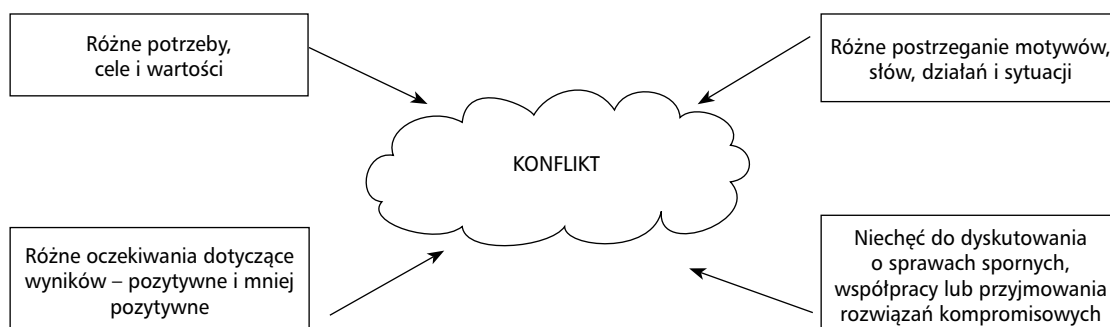 Różne potrzeby,
cele i wartości
Różne postrzeganie motywów,
słów, działań i sytuacji
KONFLIKT
Różne oczekiwania dotyczące
wyników – pozytywne i mniej
pozytywne
Niechęć do dyskutowania
o sprawach spornych,
współpracy lub przyjmowania
rozwiązań kompromisowych